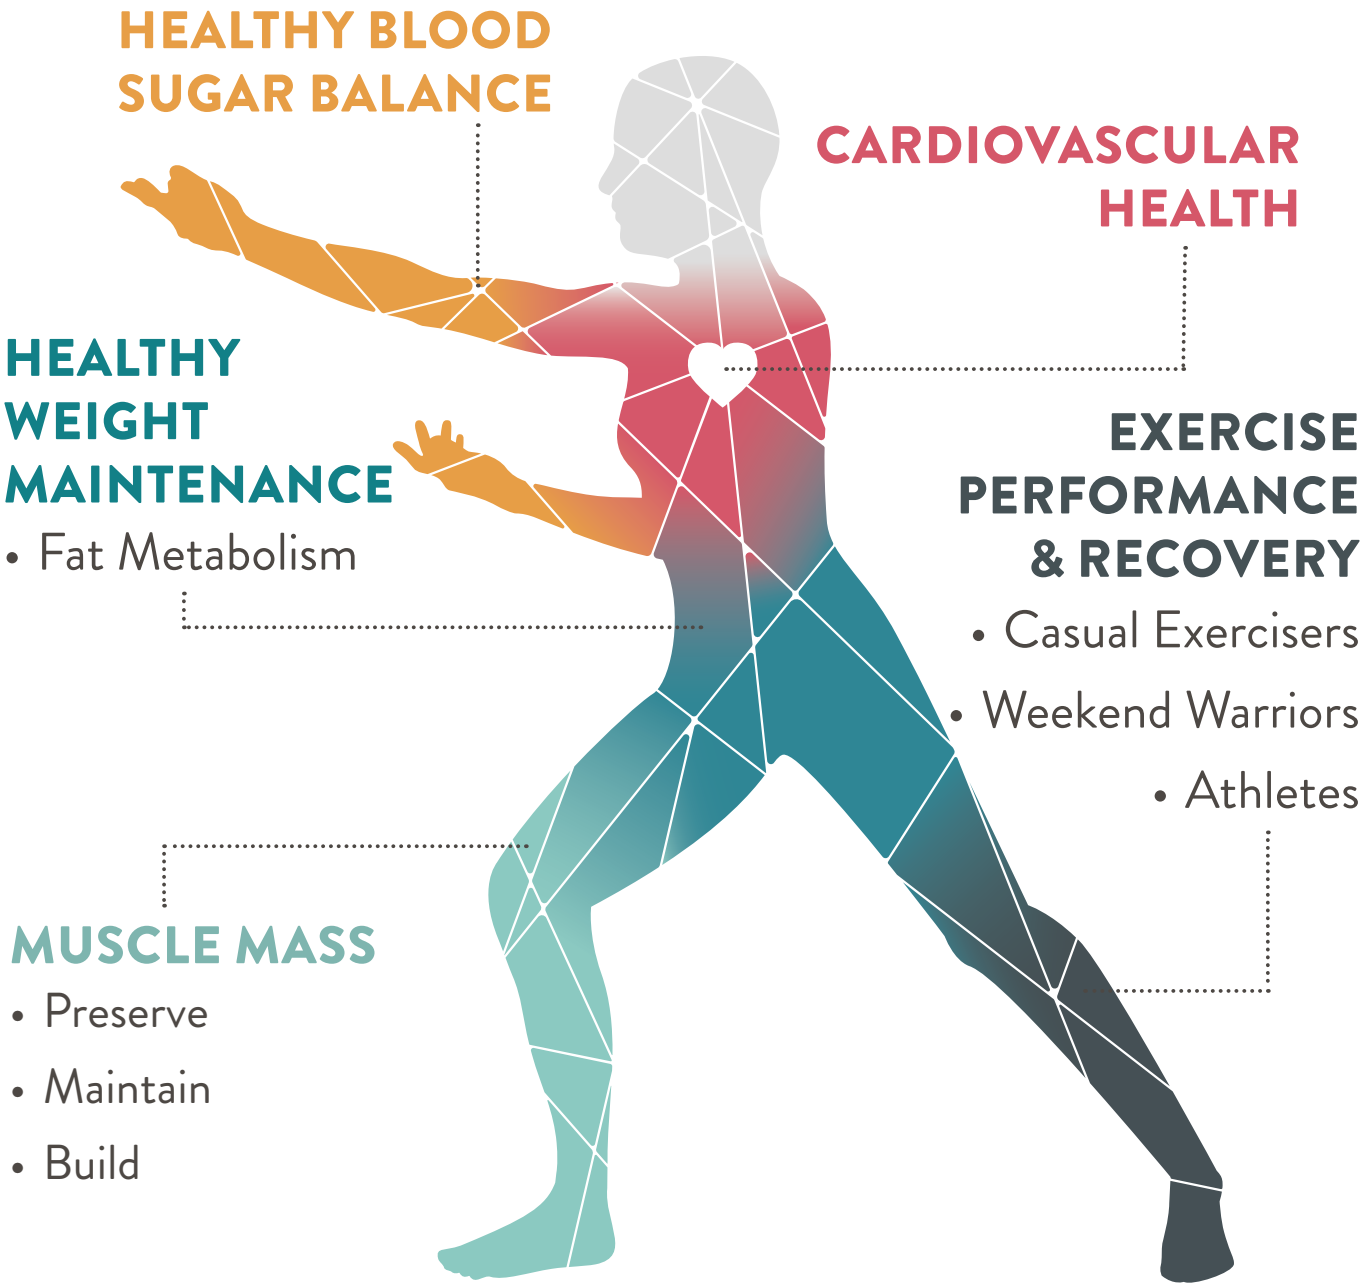 HEALTHY BLOOD
SUGAR BALANCE
CARDIOVASCULAR
HEALTH
HEALTHY
WEIGHT
MAINTENANCE
• Fat Metabolism
EXERCISE
PERFORMANCE
& RECOVERY
• Casual Exercisers
• Weekend Warriors
• Athletes
MUSCLE MASS
• Preserve
• Maintain
• Build